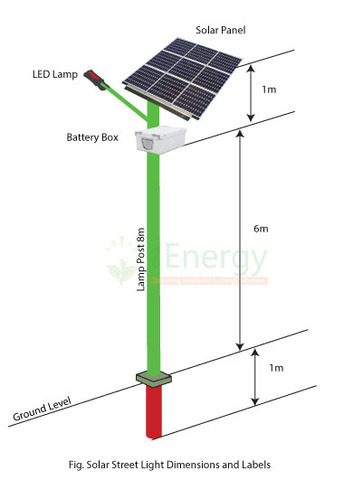 Solar Panel
LED Lamp
1m
Battery Box
6m
Lamp Post 8m
Energy
1m
Ground Level
Fig. Solar Street Light Dimensions and Labels